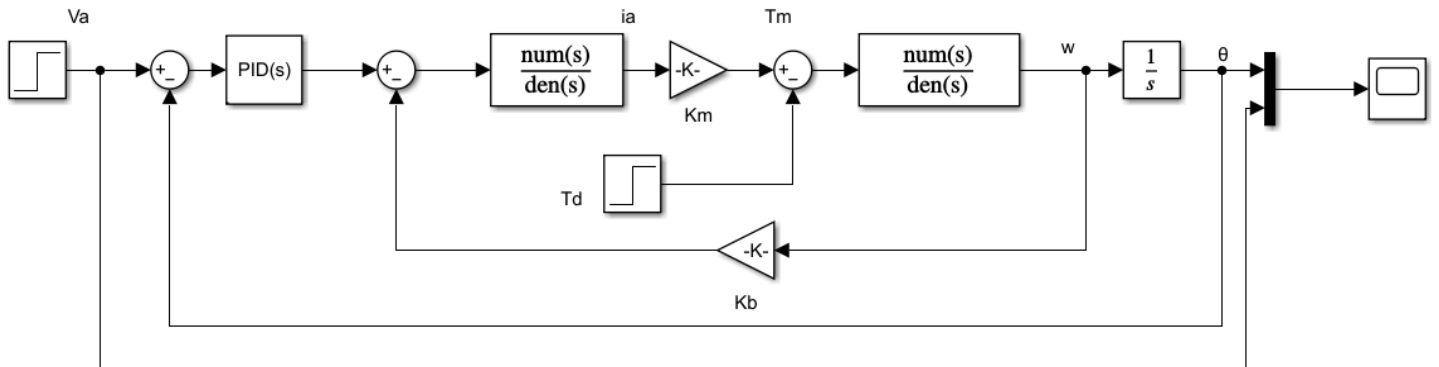 Va
ia
Tm
+
−
PID(s)
+
−
num(s)
den(s)
-K-
+
−
num(s)
den(s)
w
1
s
θ
Km
Td
-K-
Kb